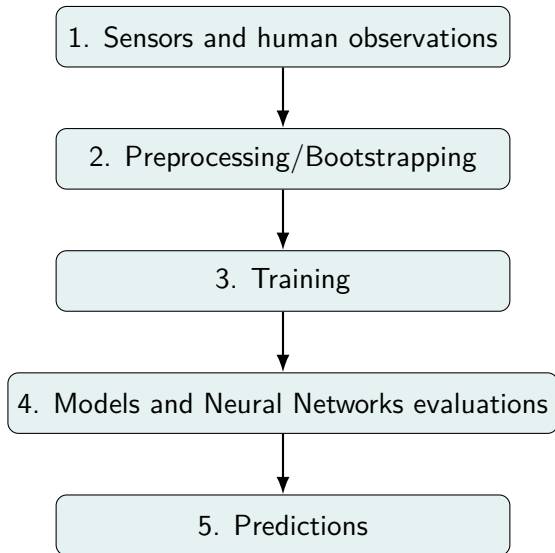 1. Sensors and human observations
2. Preprocessing/Bootstrapping
3. Training
4. Models and Neural Networks evaluations
5. Predictions